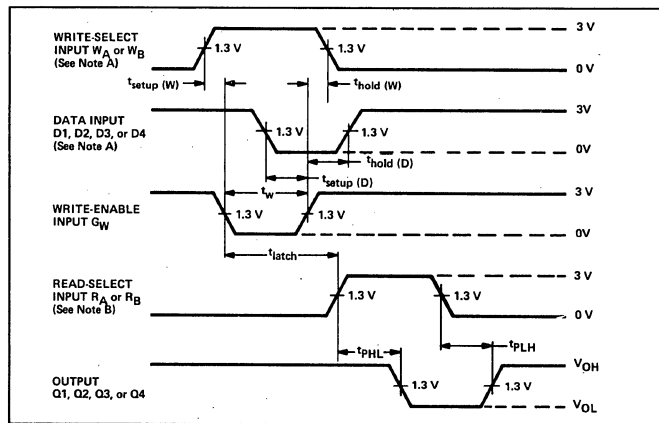 WRITE-SELECT
INPUT WA or WB
(See Note A)
3 V
1.3 V
1.3 V
0 V
tsetup (W)
thold (W)
DATA INPUT
D1, D2, D3, or D4
(See Note A)
3V
1.3 V
1.3 V
0V
thold (D)
tsetup (D)
tw
WRITE-ENABLE
INPUT GW
3 V
1.3 V
1.3 V
0V
tlatch
READ-SELECT
INPUT RA or RB
(See Note B)
3 V
1.3 V
1.3 V
0 V
tPHL
tPLH
OUTPUT
Q1, Q2, Q3, or Q4
VOH
1.3 V
1.3 V
VOL